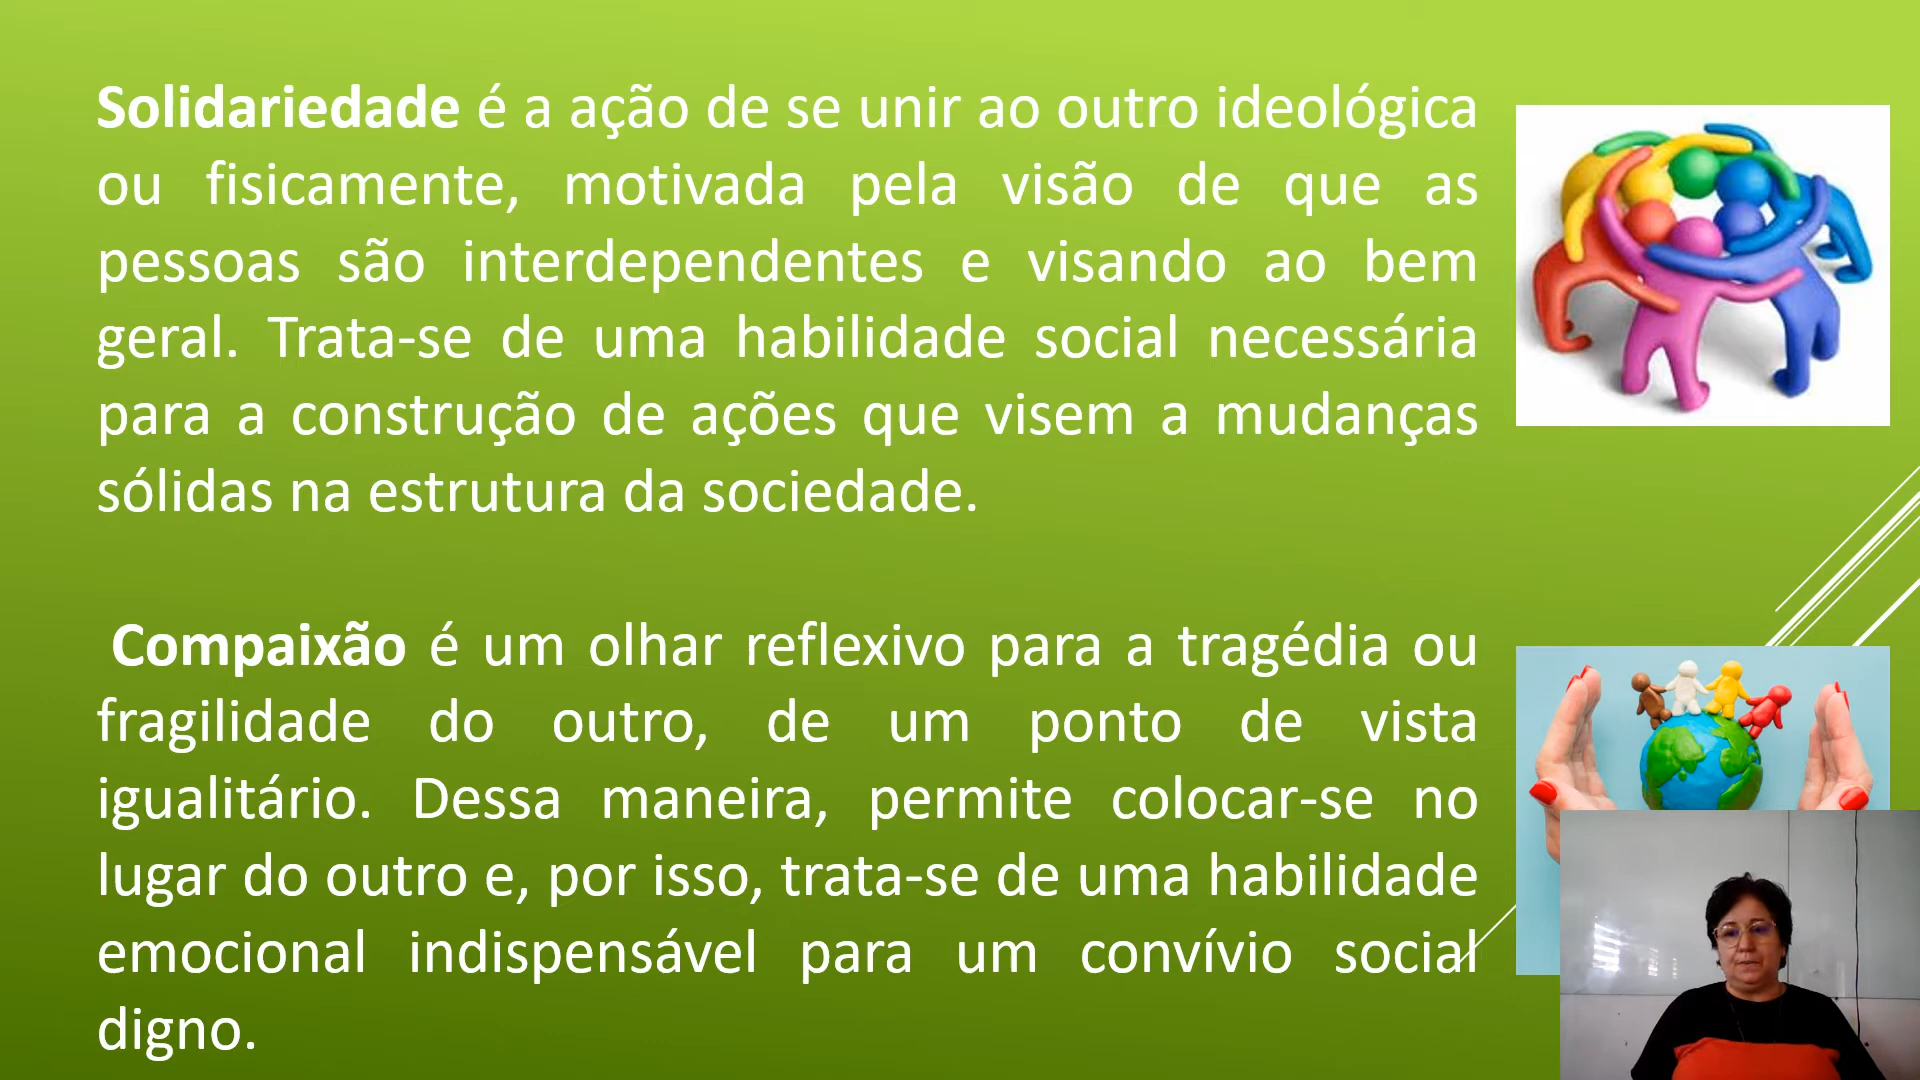 Solidariedade é a ação de se unir ao outro ideológica
ou fisicamente, motivada pela visão de que as
pessoas são interdependentes e visando ao bem
geral. Trata-se de uma habilidade social necessária
para a construção de ações que visem a mudanças
sólidas na estrutura da sociedade.
Compaixão é um olhar reflexivo para a tragédia ou
fragilidade do outro, de um ponto de vista
igualitário. Dessa maneira, permite colocar-se no
lugar do outro e, por isso, trata-se de uma habilidade
emocional indispensável para um convívio social
digno.